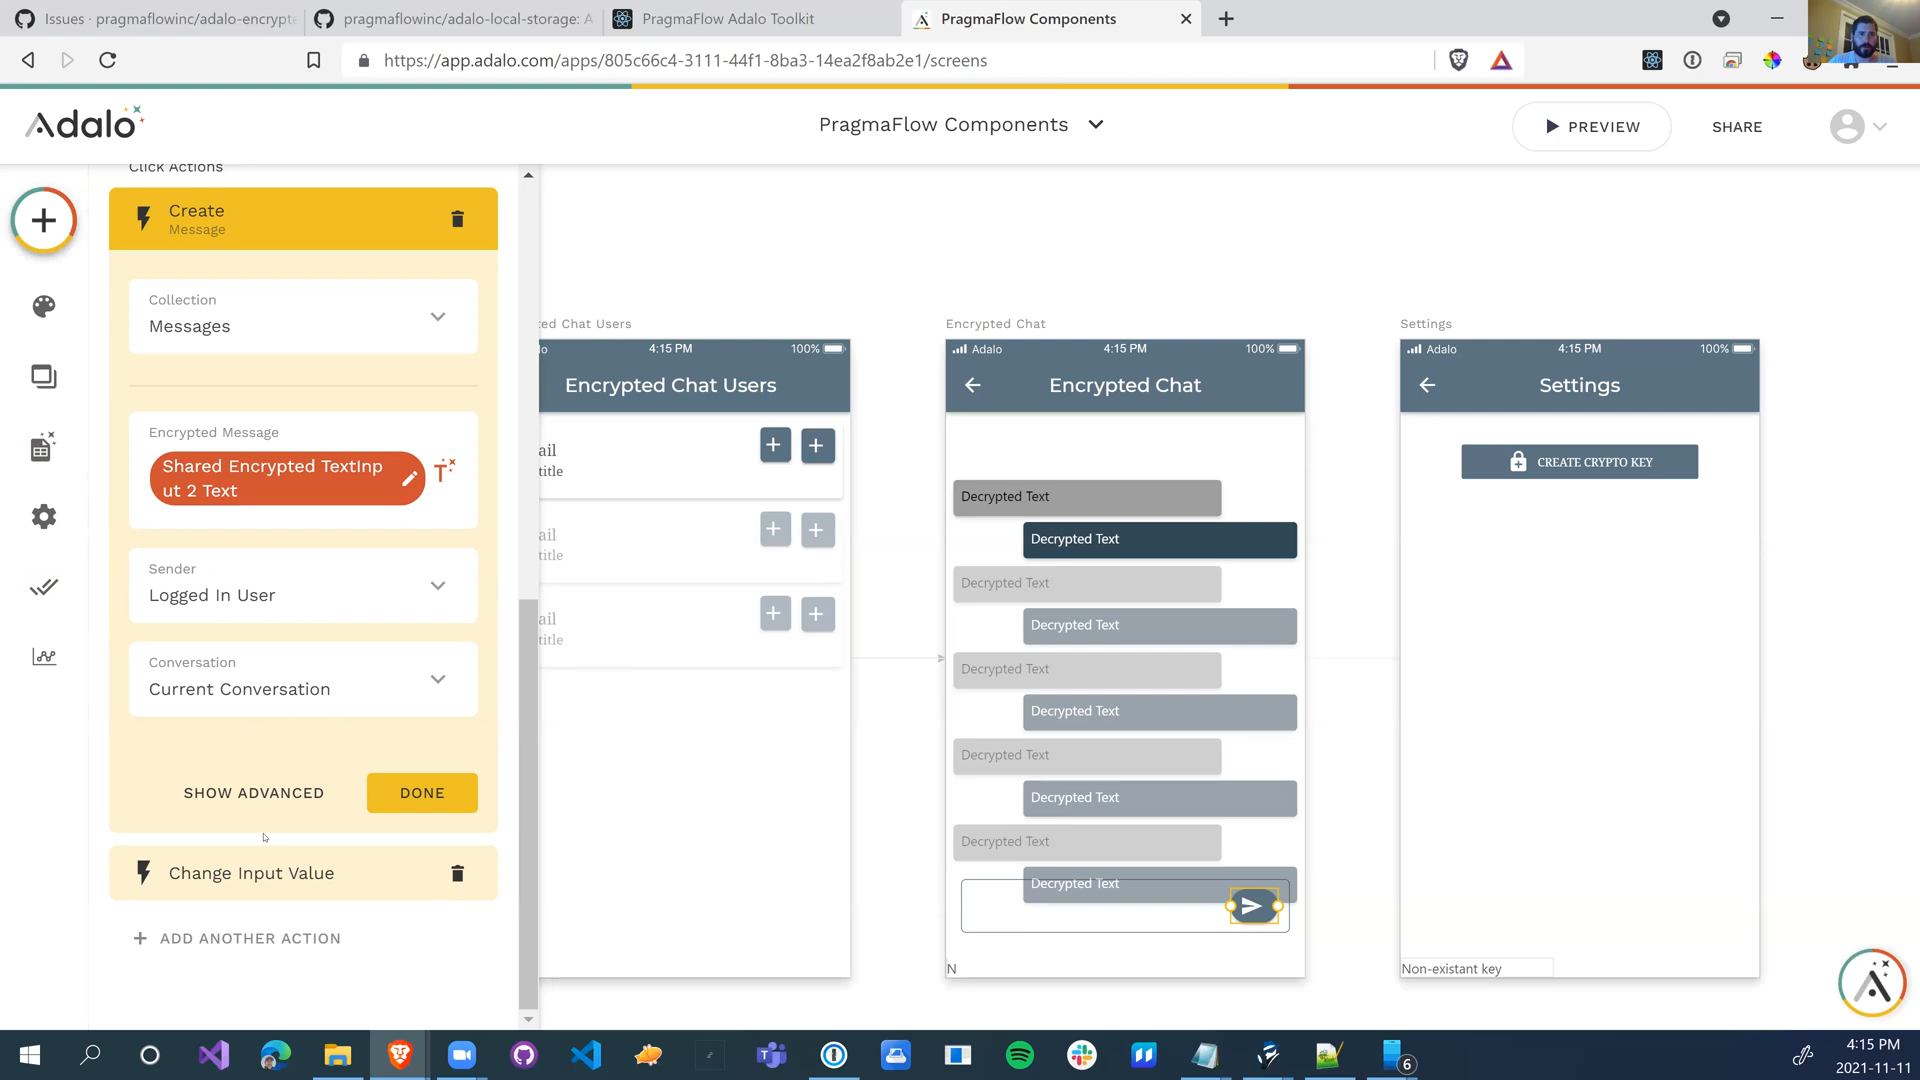 Issues · pragmaflowinc/adalo-encrypte
pragmaflowinc/adalo-local-storage: A
PragmaFlow Adalo Toolkit
PragmaFlow Components
https://app.adalo.com/apps/805c66c4-3111-44f1-8ba3-14ea2f8ab2e1/screens
Adalo
PragmaFlow Components
PREVIEW
SHARE
Click Actions
Create
Message
Collection
Messages
Encrypted Message
Shared Encrypted TextInp
ut 2 Text
Sender
Logged In User
Conversation
Current Conversation
SHOW ADVANCED
DONE
Change Input Value
ADD ANOTHER ACTION
ted Chat Users
lo
4:15 PM
100%
Encrypted Chat Users
ail
title
ail
title
ail
title
Encrypted Chat
Adalo
4:15 PM
100%
Encrypted Chat
Decrypted Text
Decrypted Text
Decrypted Text
Decrypted Text
Decrypted Text
Decrypted Text
Decrypted Text
Decrypted Text
Decrypted Text
Decrypted Text
N
Settings
Adalo
4:15 PM
100%
Settings
CREATE CRYPTO KEY
Non-existant key
6
4:15 PM
2021-11-11